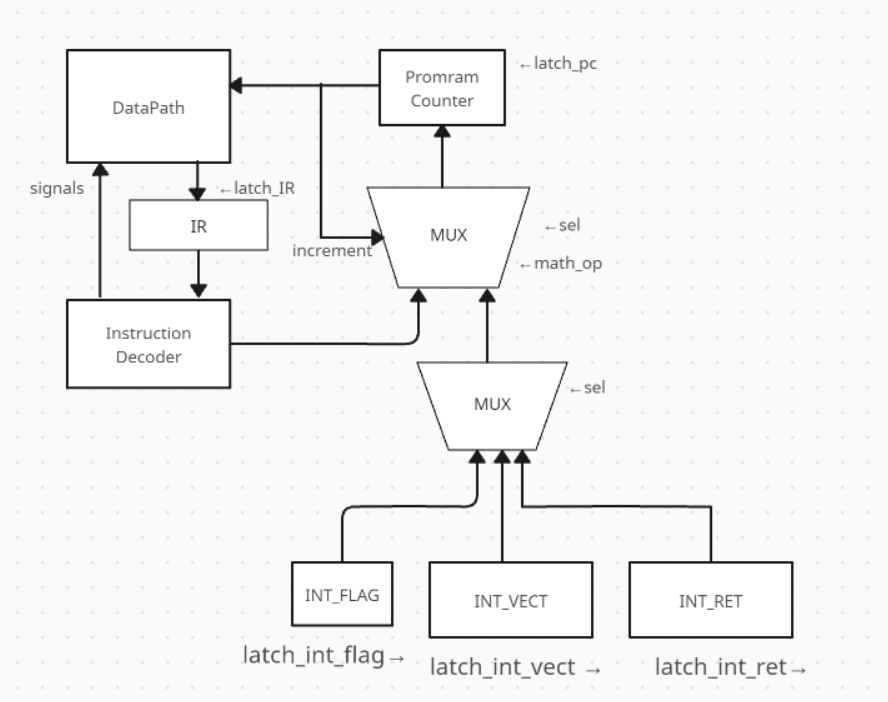 DataPath
Promram
Counter
←latch_pc
signals
←latch_IR
IR
increment
MUX
←sel
←math_op
Instruction
Decoder
MUX
←sel
INT_FLAG
INT_VECT
INT_RET
latch_int_flag→
latch_int_vect →
latch_int_ret→